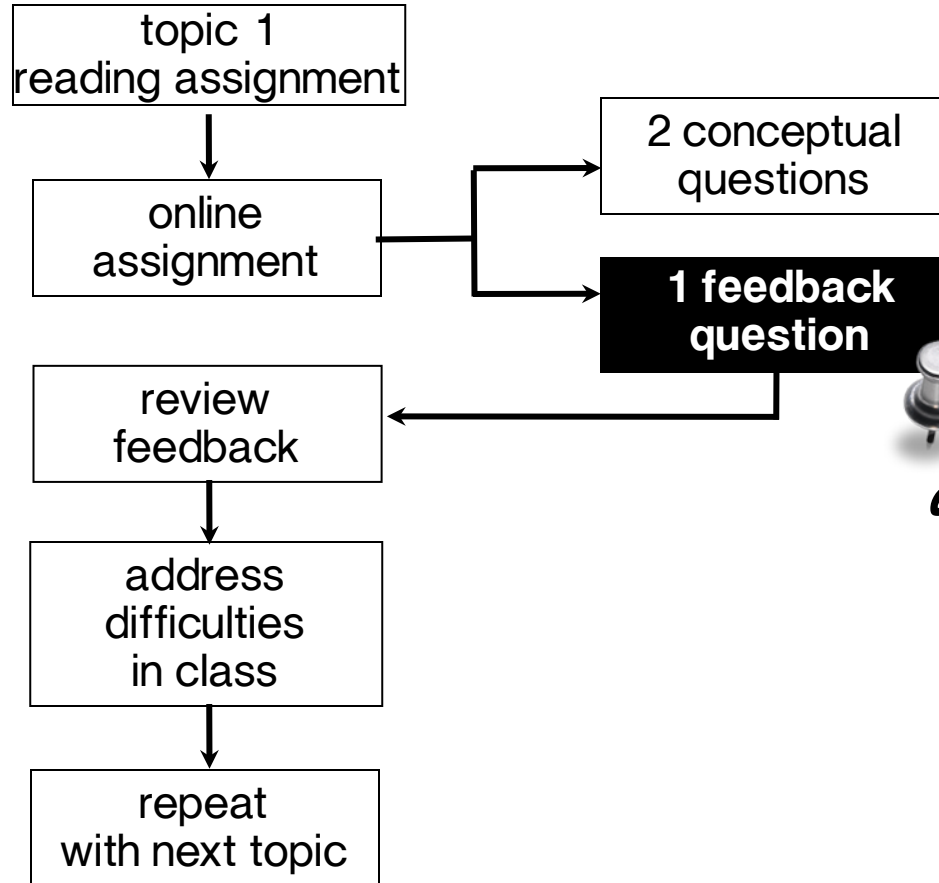 topic 1
reading assignment
online
assignment
2 conceptual
questions
1 feedback
question
review
feedback
address
difficulties
in class
repeat
with next topic